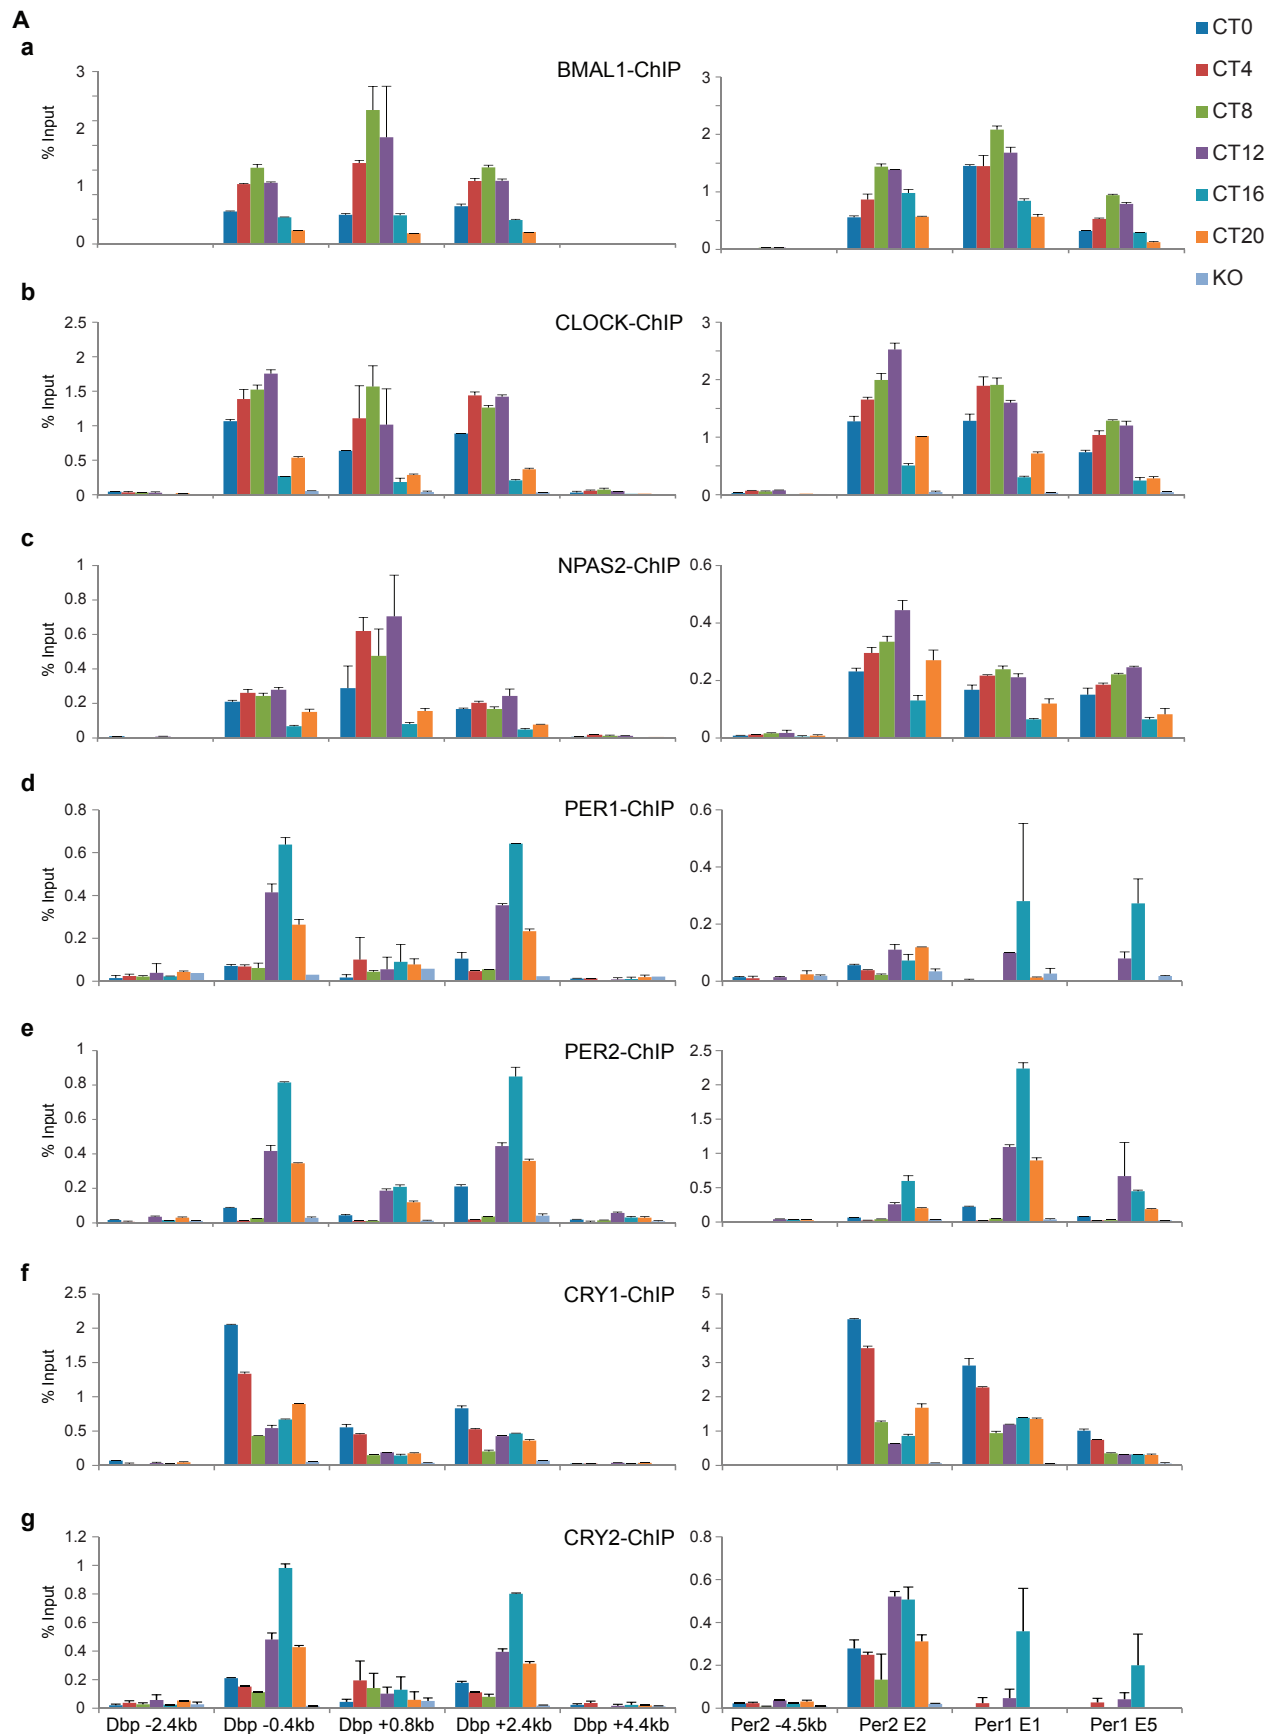 A
a
BMAL1-ChIP
CT0
CT4
CT8
CT12
CT16
CT20
KO
% Input
3
2
1
0
3
2
1
0
b
CLOCK-ChIP
% Input
2.5
2
1.5
1
0.5
0
3
2
1
0
c
NPAS2-ChIP
% Input
1
0.8
0.6
0.4
0.2
0
0.6
0.4
0.2
0
d
PER1-ChIP
% Input
0.8
0.6
0.4
0.2
0
0.6
0.4
0.2
0
e
PER2-ChIP
% Input
1
0.8
0.6
0.4
0.2
0
2.5
2
1.5
1
0.5
0
f
CRY1-ChIP
% Input
2.5
2
1.5
1
0.5
0
5
4
3
2
1
0
g
CRY2-ChIP
% Input
1.2
1
0.8
0.6
0.4
0.2
0
0.8
0.6
0.4
0.2
0
Dbp -2.4kb Dbp -0.4kb Dbp +0.8kb Dbp +2.4kb Dbp +4.4kb Per2 -4.5kb Per2 E2 Per1 E1 Per1 E5